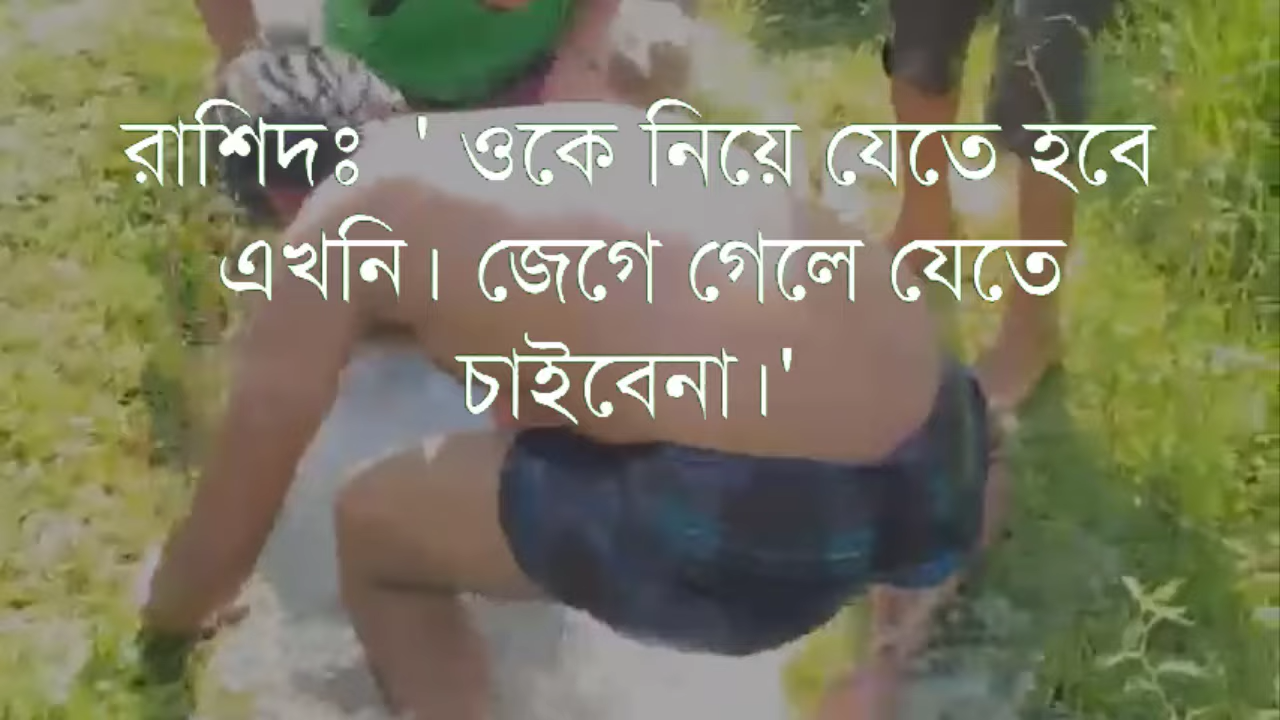 রাশিদঃ ' ওকে নিয়ে যেতে হবে
এখনি। জেগে গেলে যেতে
চাইবেনা।'